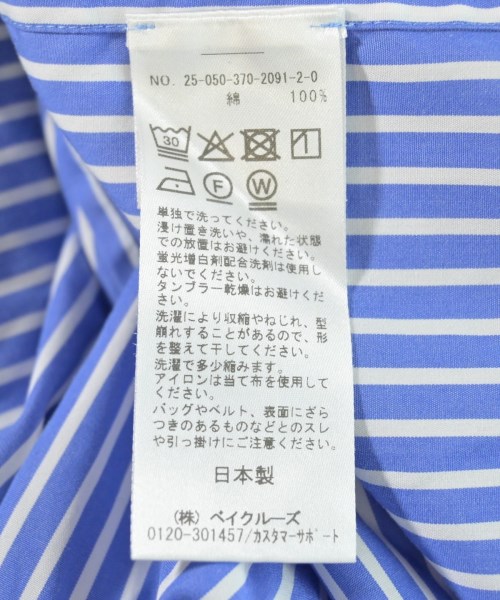 NO. 25-050-370-2091-2-0
綿 100%
30
F W
単独で洗ってください。
浸け置き洗いや、濡れた状態
での放置はお避けください。
蛍光増白剤配合洗剤は使用し
ないでください。
タンブラー乾燥はお避けくだ
さい。
洗濯により収縮やねじれ、型
崩れすることがあるので、形
を整えて干してください。
洗濯で多少縮みます。
アイロンは当て布を使用して
ください。
バッグやベルト、表面にざら
つきのあるものなどとのスレ
や引っ掛けにご注意ください。
日本製
(株) ベイクルーズ
0120-301457/カスタマーサポート